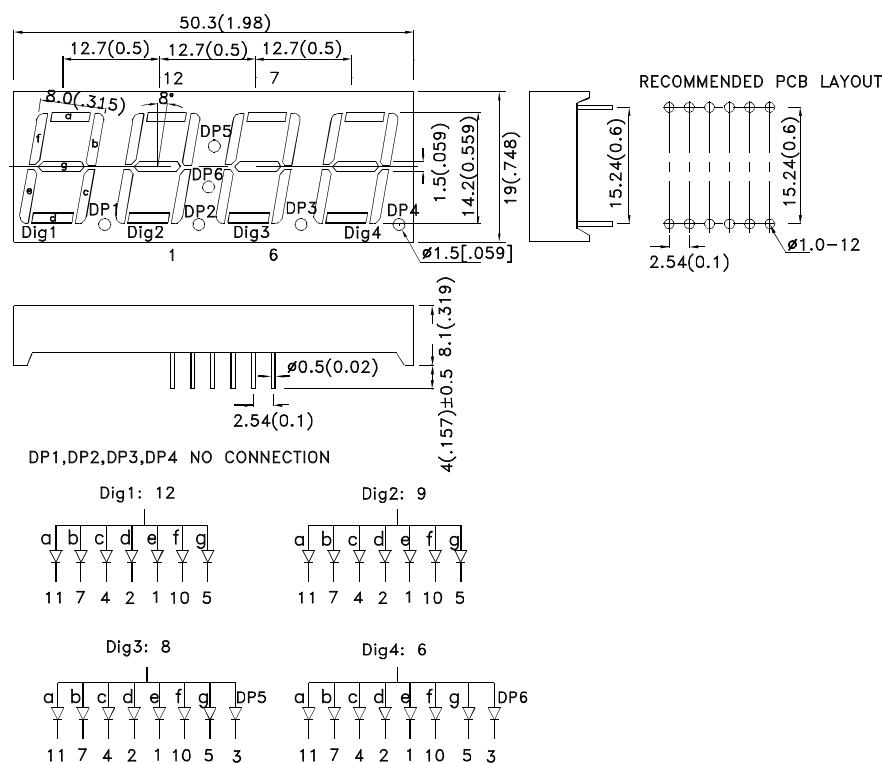 50.3(1.98)
12.7(0.5) 12.7(0.5) 12.7(0.5)
12 7
8.0(.315) 8°
a
f b
g
e c
d
DP5
DP6
DP1 DP2 DP3 DP4
Dig1 Dig2 Dig3 Dig4
1 6
ø1.5[.059]
1.5(.059)
14.2(0.559)
19(.748)
15.24(0.6)
RECOMMENDED PCB LAYOUT
15.24(0.6)
2.54(0.1)
ø1.0-12
8.1(.319)
4(.157)±0.5
ø0.5(0.02)
2.54(0.1)
DP1,DP2,DP3,DP4 NO CONNECTION
Dig1: 12
a b c d e f g
11 7 4 2 1 10 5
Dig2: 9
a b c d e f g
11 7 4 2 1 10 5
Dig3: 8
a b c d e f g DP5
11 7 4 2 1 10 5 3
Dig4: 6
a b c d e f g DP6
11 7 4 2 1 10 5 3